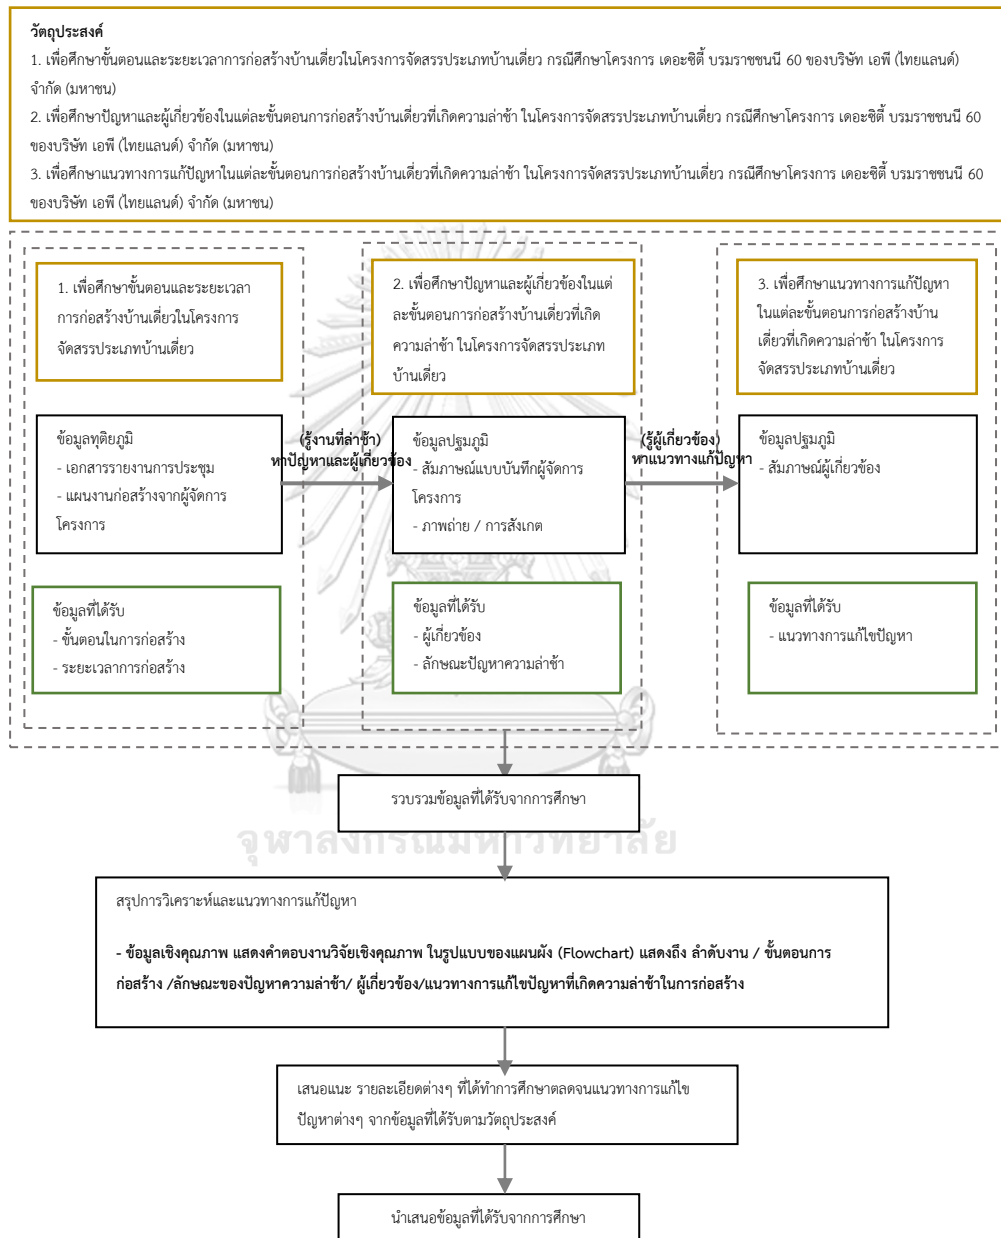 วัตถุประสงค์
1. เพื่อศึกษาขั้นตอนและระยะเวลาการก่อสร้างบ้านเดี่ยวในโครงการจัดสรรประเภทบ้านเดี่ยว กรณีศึกษาโครงการ เดอะซิตี้ บรมราชชนนี 60 ของบริษัท เอพี (ไทยแลนด์)
จำกัด (มหาชน)
2. เพื่อศึกษาปัญหาและผู้เกี่ยวข้องในแต่ละขั้นตอนการก่อสร้างบ้านเดี่ยวที่เกิดความล่าช้า ในโครงการจัดสรรประเภทบ้านเดี่ยว กรณีศึกษาโครงการ เดอะซิตี้ บรมราชชนนี 60
ของบริษัท เอพี (ไทยแลนด์) จำกัด (มหาชน)
3. เพื่อศึกษาแนวทางการแก้ปัญหาในแต่ละขั้นตอนการก่อสร้างบ้านเดี่ยวที่เกิดความล่าช้า ในโครงการจัดสรรประเภทบ้านเดี่ยว กรณีศึกษาโครงการ เดอะซิตี้ บรมราชชนนี 60
ของบริษัท เอพี (ไทยแลนด์) จำกัด (มหาชน)
1. เพื่อศึกษาขั้นตอนและระยะเวลา
การก่อสร้างบ้านเดี่ยวในโครงการ
จัดสรรประเภทบ้านเดี่ยว
2. เพื่อศึกษาปัญหาและผู้เกี่ยวข้องในแต่
ละขั้นตอนการก่อสร้างบ้านเดี่ยวที่เกิด
ความล่าช้า ในโครงการจัดสรรประเภท
บ้านเดี่ยว
3. เพื่อศึกษาแนวทางการแก้ปัญหา
ในแต่ละขั้นตอนการก่อสร้างบ้าน
เดี่ยวที่เกิดความล่าช้า ในโครงการ
จัดสรรประเภทบ้านเดี่ยว
ข้อมูลทุติยภูมิ
- เอกสารรายงานการประชุม
- แผนงานก่อสร้างจากผู้จัดการ
โครงการ
(รู้งานที่ล่าช้า)
หาปัญหาและผู้เกี่ยวข้อง
ข้อมูลปฐมภูมิ
- สัมภาษณ์แบบบันทึกผู้จัดการ
โครงการ
- ภาพถ่าย / การสังเกต
(รู้ผู้เกี่ยวข้อง)
หาแนวทางแก้ปัญหา
ข้อมูลปฐมภูมิ
- สัมภาษณ์ผู้เกี่ยวข้อง
ข้อมูลที่ได้รับ
- ขั้นตอนในการก่อสร้าง
- ระยะเวลาการก่อสร้าง
ข้อมูลที่ได้รับ
- ผู้เกี่ยวข้อง
- ลักษณะปัญหาความล่าช้า
ข้อมูลที่ได้รับ
- แนวทางการแก้ไขปัญหา
รวบรวมข้อมูลที่ได้รับจากการศึกษา
จุฬาลงกรณ์มหาวิทยาลัย
สรุปการวิเคราะห์และแนวทางการแก้ปัญหา
- ข้อมูลเชิงคุณภาพ แสดงคำตอบงานวิจัยเชิงคุณภาพ ในรูปแบบของแผนผัง (Flowchart) แสดงถึง ลำดับงาน / ขั้นตอนการ
ก่อสร้าง /ลักษณะของปัญหาความล่าช้า/ ผู้เกี่ยวข้อง/แนวทางการแก้ไขปัญหาที่เกิดความล่าช้าในการก่อสร้าง
เสนอแนะ รายละเอียดต่างๆ ที่ได้ทำการศึกษาตลดจนแนวทางการแก้ไข
ปัญหาต่างๆ จากข้อมูลที่ได้รับตามวัตถุประสงค์
นำเสนอข้อมูลที่ได้รับจากการศึกษา